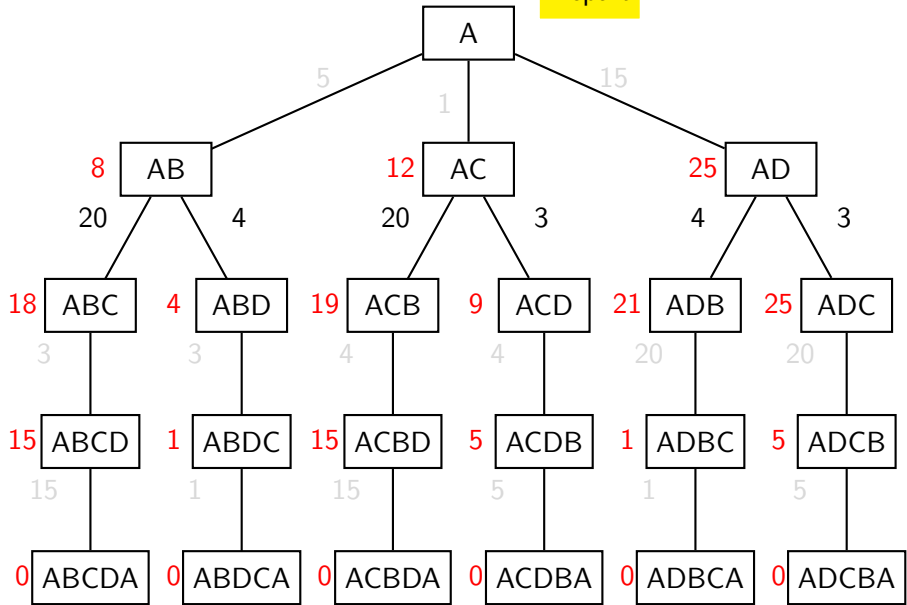 A
5 1 15
8 AB 12 AC 25 AD
20 4 20 3 4 3
18 ABC 4 ABD 19 ACB 9 ACD 21 ADB 25 ADC
3 3 4 4 20 20
15 ABCD 1 ABDC 15 ACBD 5 ACDB 1 ADBC 5 ADCB
15 1 15 5 1 5
0 ABCDA 0 ABDCA 0 ACBDA 0 ACDBA 0 ADBCA 0 ADCBA